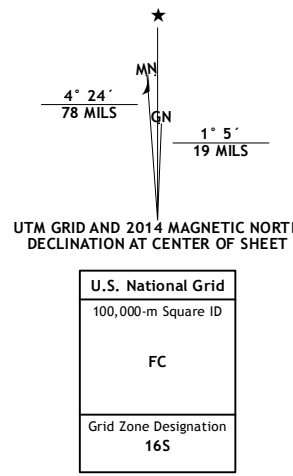 MN
4° 24´
78 MILS
GN
1° 5´
19 MILS
UTM GRID AND 2014 MAGNETIC NORTH
DECLINATION AT CENTER OF SHEET
U.S. National Grid
100,000-m Square ID
FC
Grid Zone Designation
16S